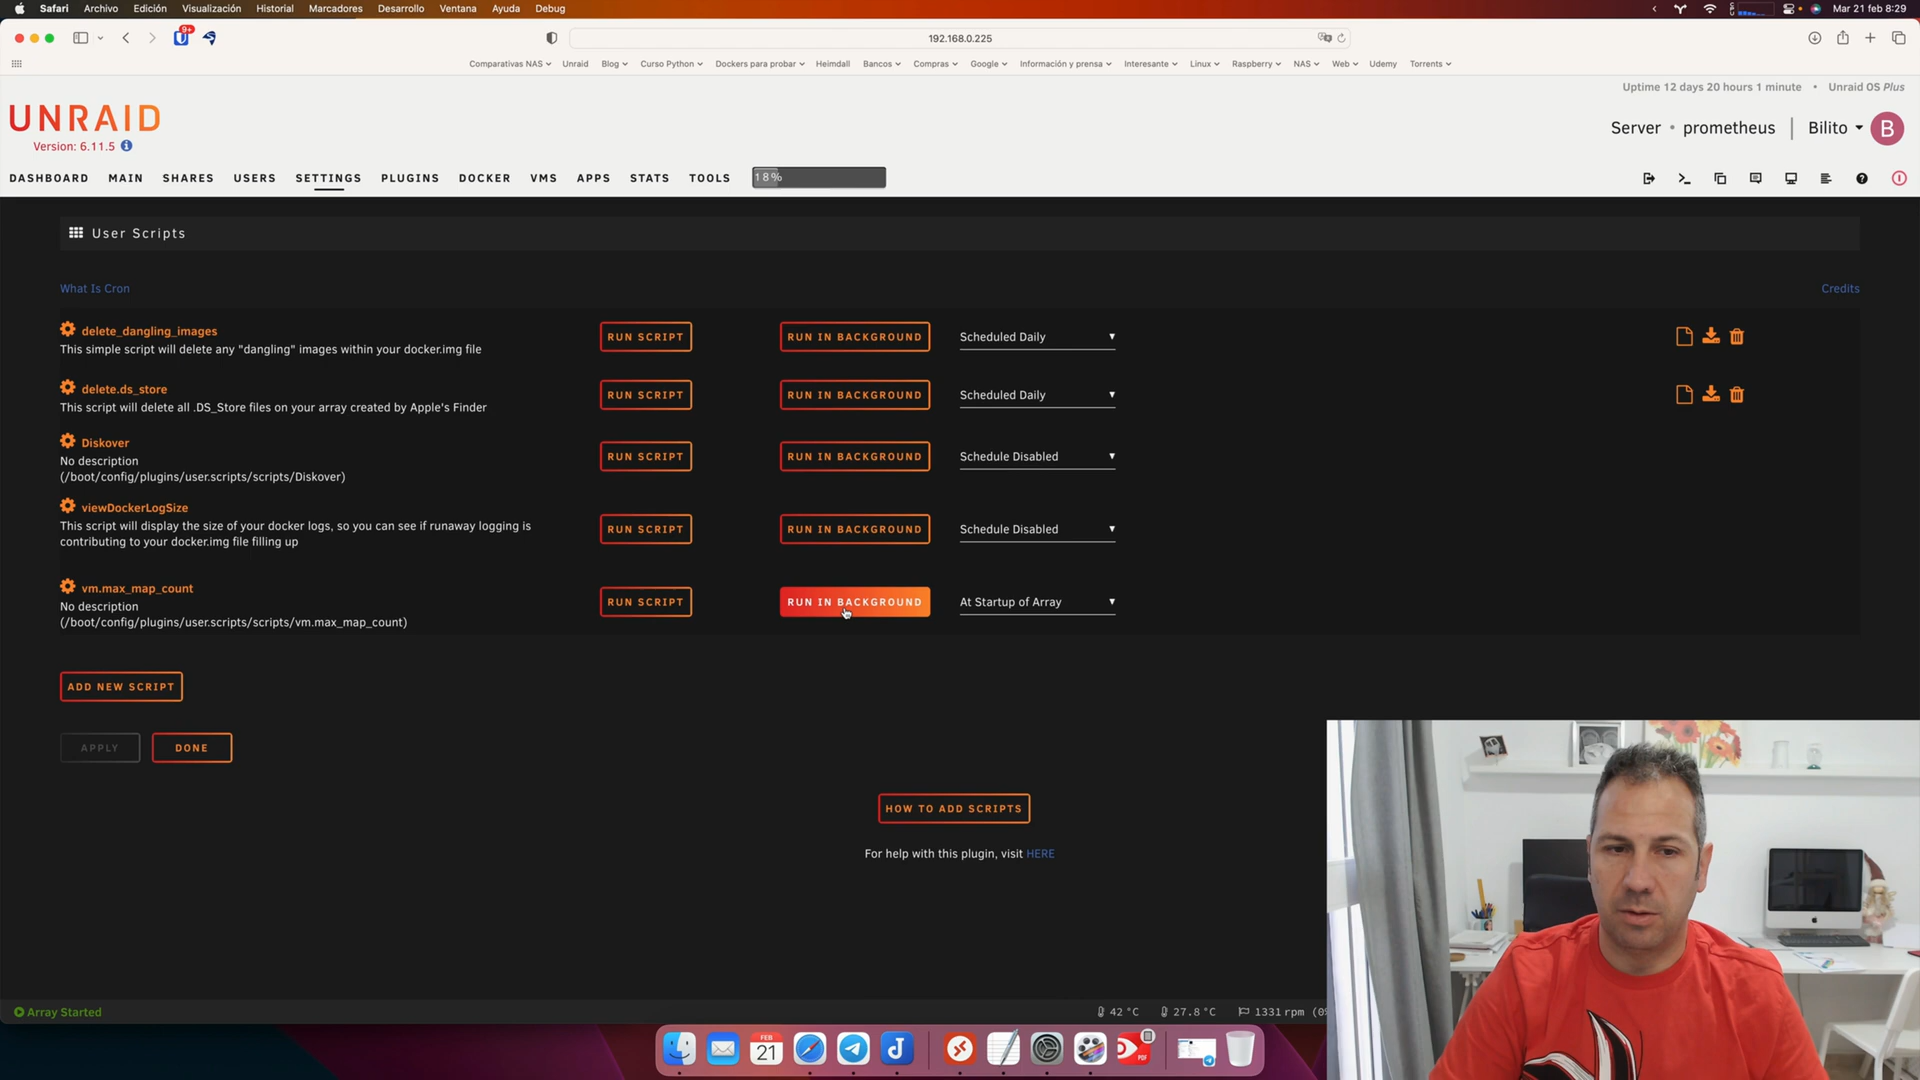 Safari Archivo Edición Visualización Historial Marcadores Desarrollo Ventana Ayuda Debug
Mar 21 feb 8:29
9+
192.168.0.225
Comparativas NAS Unraid Blog Curso Python Dockers para probar Heimdall Bancos Compras Google Información y prensa Interesante Linux Raspberry NAS Web Udemy Torrents
Uptime 12 days 20 hours 1 minute • Unraid OS Plus
UNRAID
Version: 6.11.5
Server • prometheus Bilito B
DASHBOARD MAIN SHARES USERS SETTINGS PLUGINS DOCKER VMS APPS STATS TOOLS 18%
User Scripts
What Is Cron Credits
delete_dangling_images
This simple script will delete any "dangling" images within your docker.img file
RUN SCRIPT RUN IN BACKGROUND Scheduled Daily
delete.ds_store
This script will delete all .DS_Store files on your array created by Apple's Finder
RUN SCRIPT RUN IN BACKGROUND Scheduled Daily
Diskover
No description
(/boot/config/plugins/user.scripts/scripts/Diskover)
RUN SCRIPT RUN IN BACKGROUND Schedule Disabled
viewDockerLogSize
This script will display the size of your docker logs, so you can see if runaway logging is
contributing to your docker.img file filling up
RUN SCRIPT RUN IN BACKGROUND Schedule Disabled
vm.max_map_count
No description
(/boot/config/plugins/user.scripts/scripts/vm.max_map_count)
RUN SCRIPT RUN IN BACKGROUND At Startup of Array
ADD NEW SCRIPT
APPLY DONE
HOW TO ADD SCRIPTS
For help with this plugin, visit HERE
Array Started
42 °C 27.8 °C 1331 rpm
FEB
21
PDF